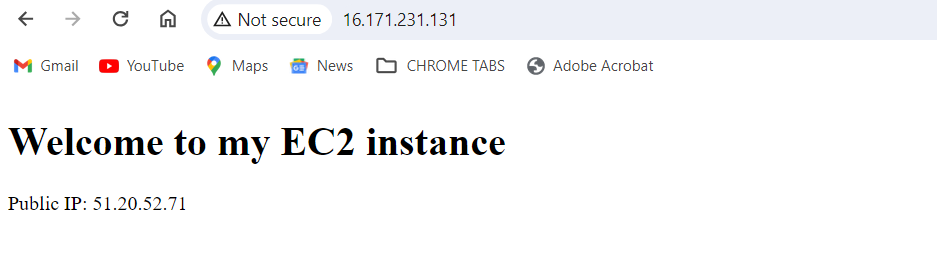 Not secure 16.171.231.131
Gmail YouTube Maps News CHROME TABS Adobe Acrobat
Welcome to my EC2 instance
Public IP: 51.20.52.71